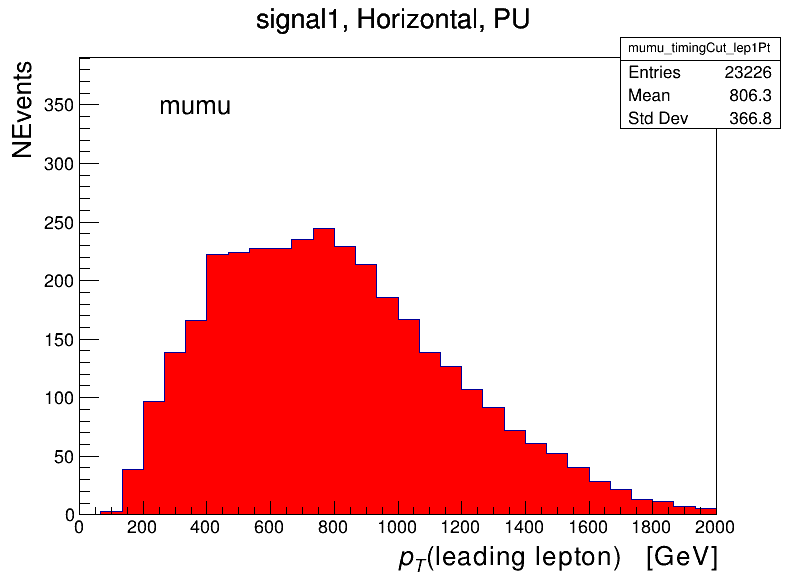 signal1, Horizontal, PU
mumu_timingCut_lep1Pt
Entries 23226
Mean 806.3
Std Dev 366.8
NEvents
mumu
350
300
250
200
150
100
50
0
0 200 400 600 800 1000 1200 1400 1600 1800 2000
p_T(leading lepton) [GeV]